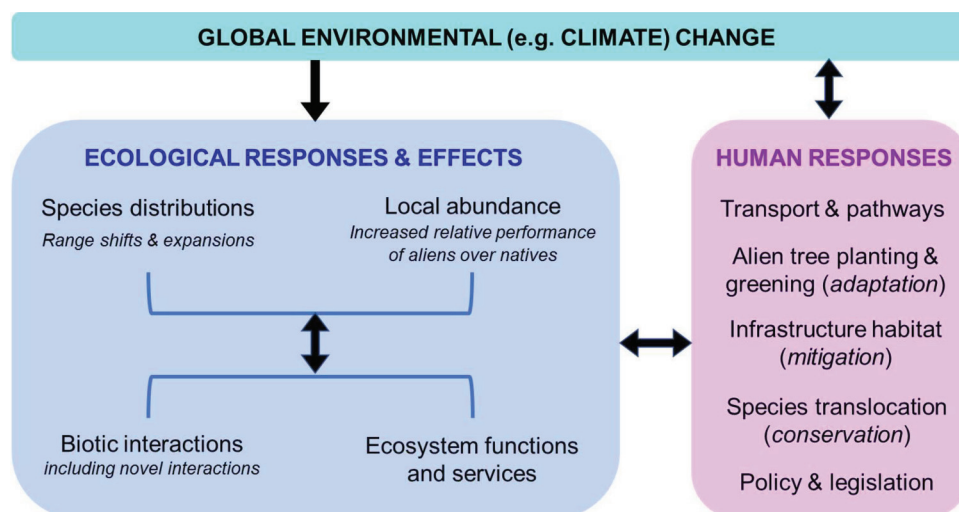 GLOBAL ENVIRONMENTAL (e.g. CLIMATE) CHANGE
ECOLOGICAL RESPONSES & EFFECTS
Species distributions
Range shifts & expansions
Local abundance
Increased relative performance
of aliens over natives
Biotic interactions
including novel interactions
Ecosystem functions
and services
HUMAN RESPONSES
Transport & pathways
Alien tree planting &
greening (adaptation)
Infrastructure habitat
(mitigation)
Species translocation
(conservation)
Policy & legislation